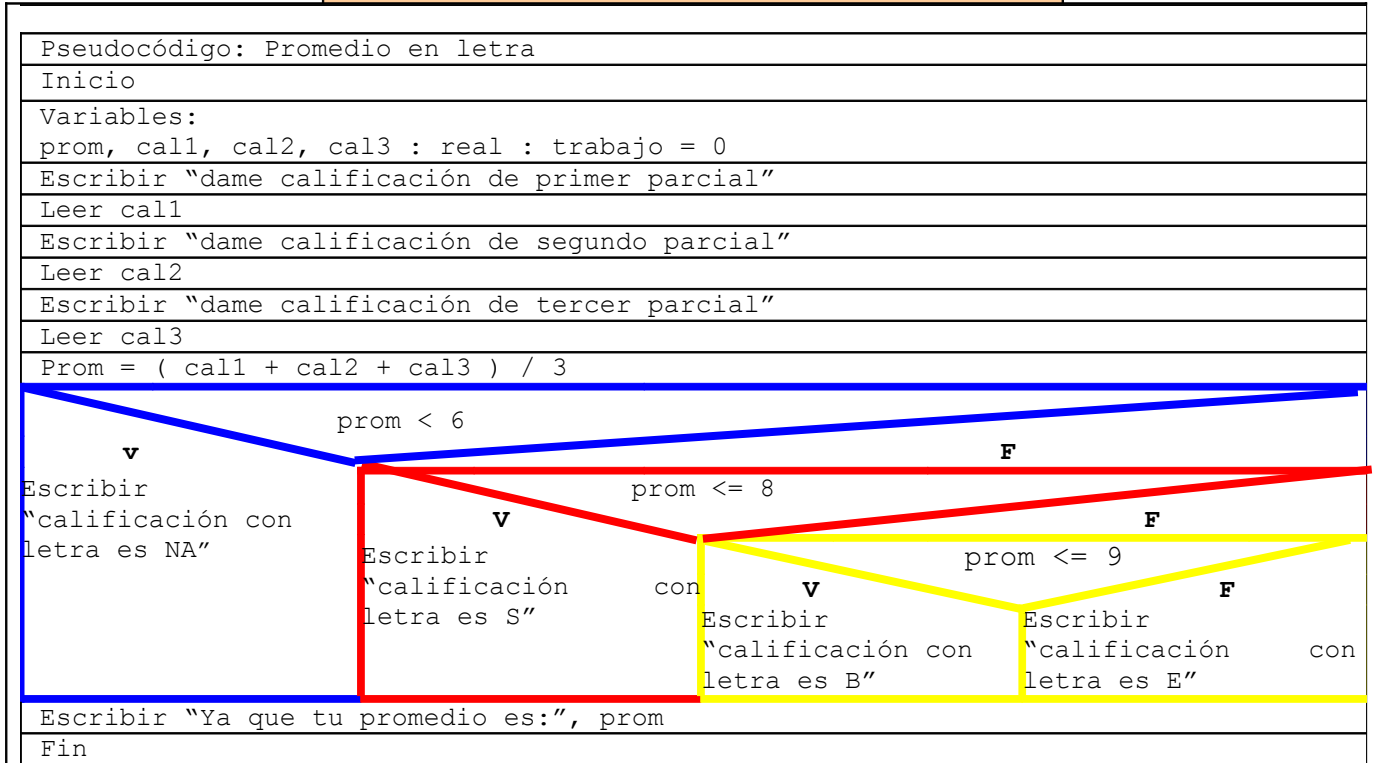 Pseudocódigo: Promedio en letra
Inicio
Variables:
prom, cal1, cal2, cal3 : real : trabajo = 0
Escribir “dame calificación de primer parcial”
Leer cal1
Escribir “dame calificación de segundo parcial”
Leer cal2
Escribir “dame calificación de tercer parcial”
Leer cal3
Prom = ( cal1 + cal2 + cal3 ) / 3
prom < 6
v
F
Escribir
“calificación con
letra es NA”
prom <= 8
V
F
Escribir
“calificación con
letra es S”
prom <= 9
V
F
Escribir
“calificación con
letra es B”
Escribir
“calificación con
letra es E”
Escribir “Ya que tu promedio es:”, prom
Fin